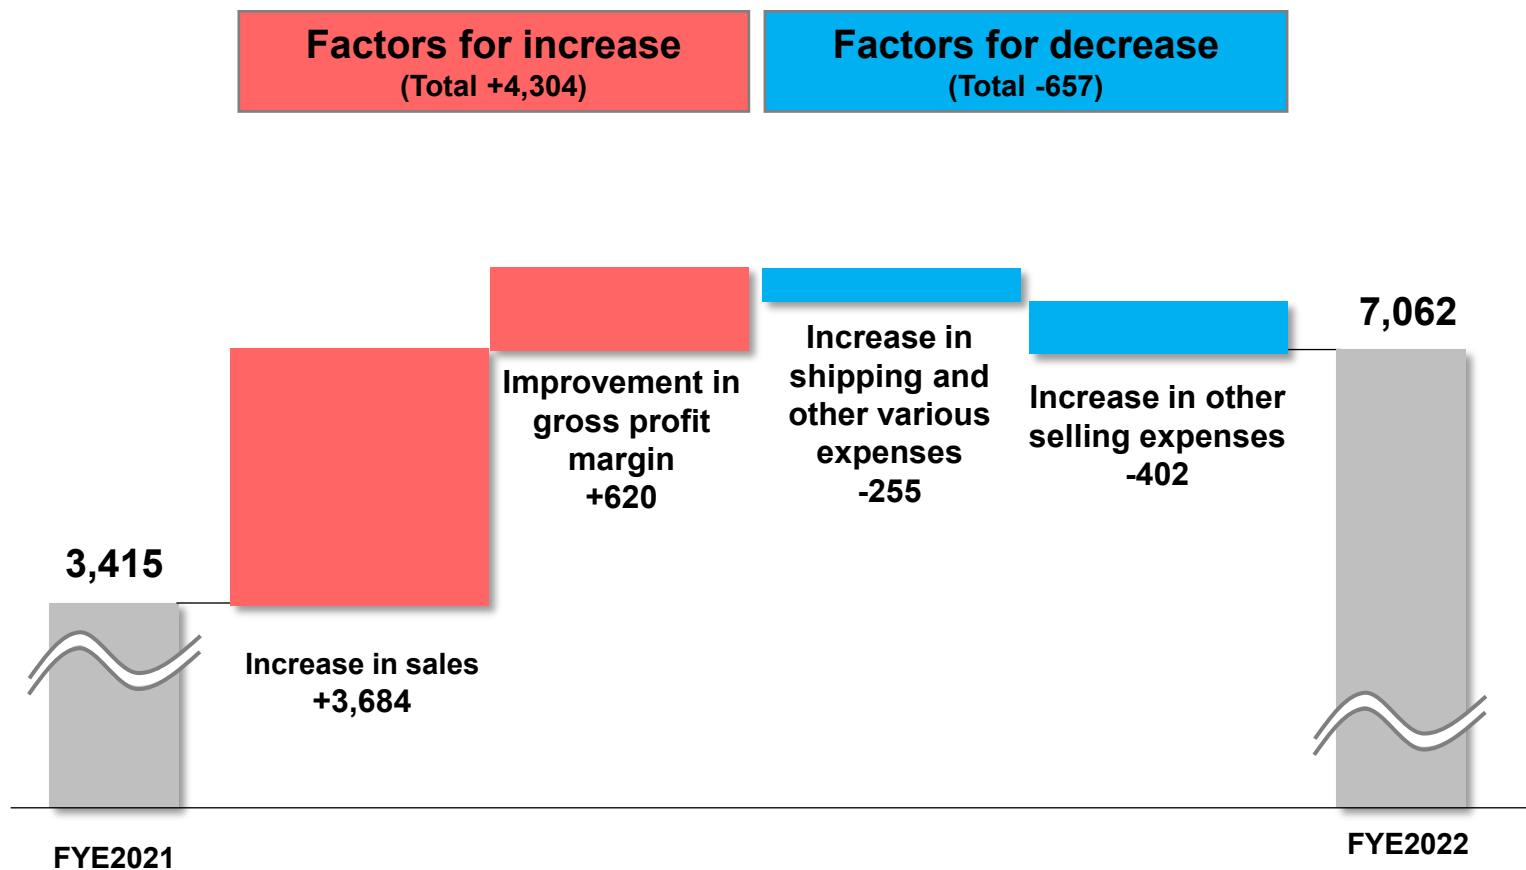 Factors for increase
(Total +4,304)
Factors for decrease
(Total -657)
3,415
Increase in sales
+3,684
Improvement in
gross profit
margin
+620
Increase in
shipping and
other various
expenses
-255
Increase in other
selling expenses
-402
7,062
FYE2021
FYE2022